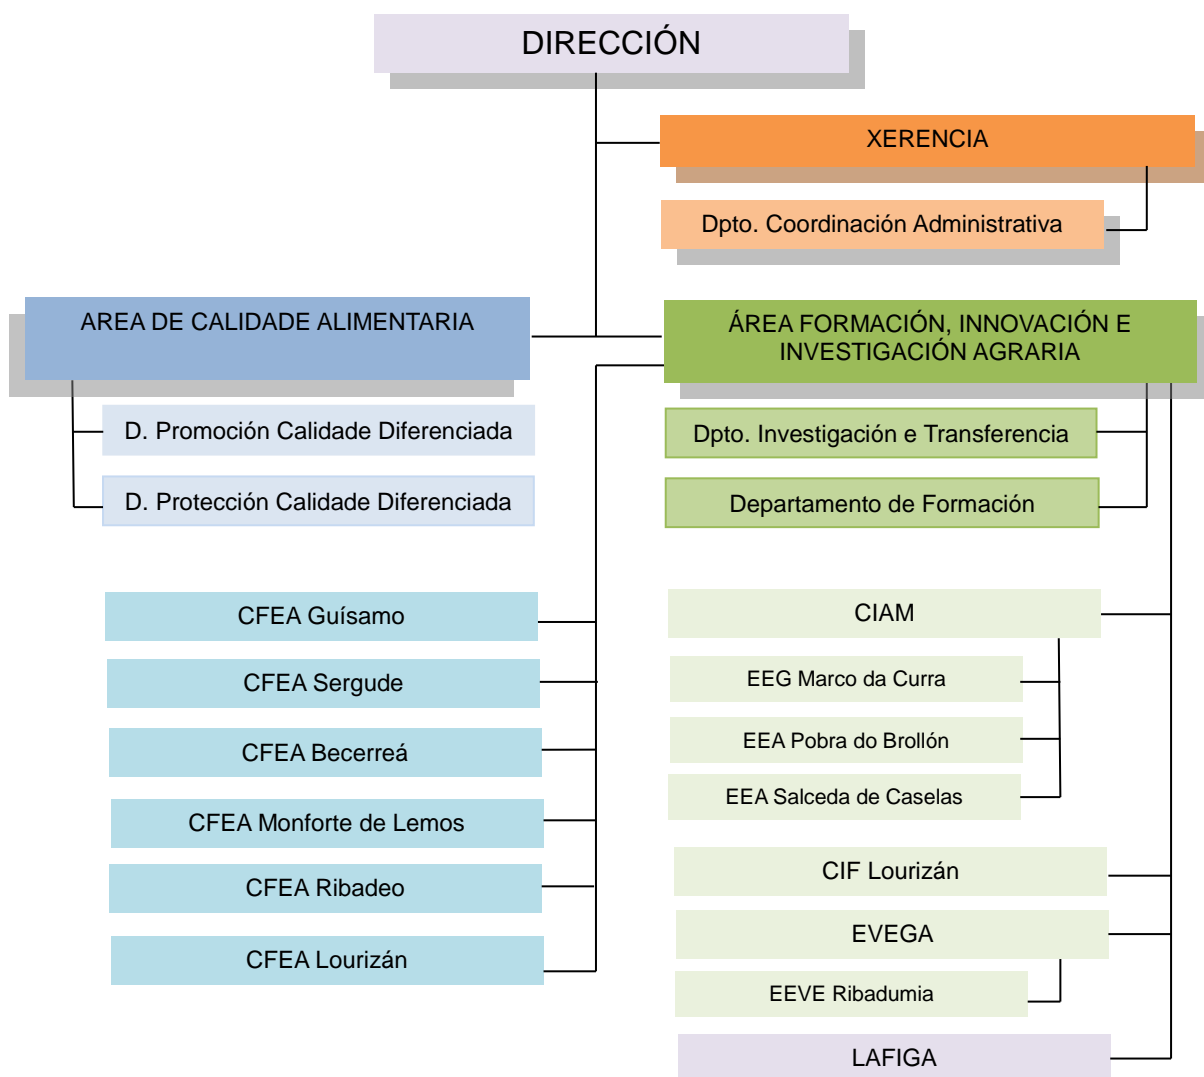 DIRECCIÓN
XERENCIA
Dpto. Coordinación Administrativa
AREA DE CALIDADE ALIMENTARIA
D. Promoción Calidade Diferenciada
D. Protección Calidade Diferenciada
ÁREA FORMACIÓN, INNOVACIÓN E
INVESTIGACIÓN AGRARIA
Dpto. Investigación e Transferencia
Departamento de Formación
CFEA Guísamo
CFEA Sergude
CFEA Becerreá
CFEA Monforte de Lemos
CFEA Ribadeo
CFEA Lourizán
CIAM
EEG Marco da Curra
EEA Pobra do Brollón
EEA Salceda de Caselas
CIF Lourizán
EVEGA
EEVE Ribadumia
LAFIGA